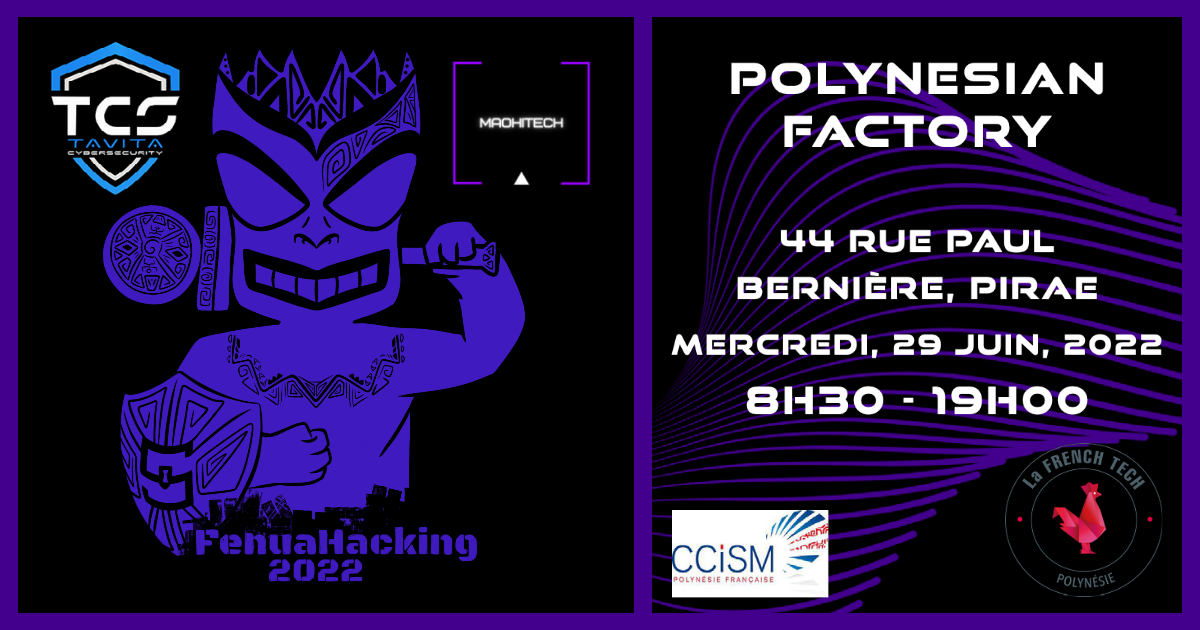 TCS
TAVITA
CYBERSECURITY
MAOHITECH
FenuaHacking
2022
POLYNESIAN
FACTORY
44 RUE PAUL
BERNIÈRE, PIRAE
MERCREDI, 29 JUIN, 2022
8H30 - 19H00
CCiSM
POLYNÉSIE FRANÇAISE
La FRENCH TECH
POLYNÉSIE